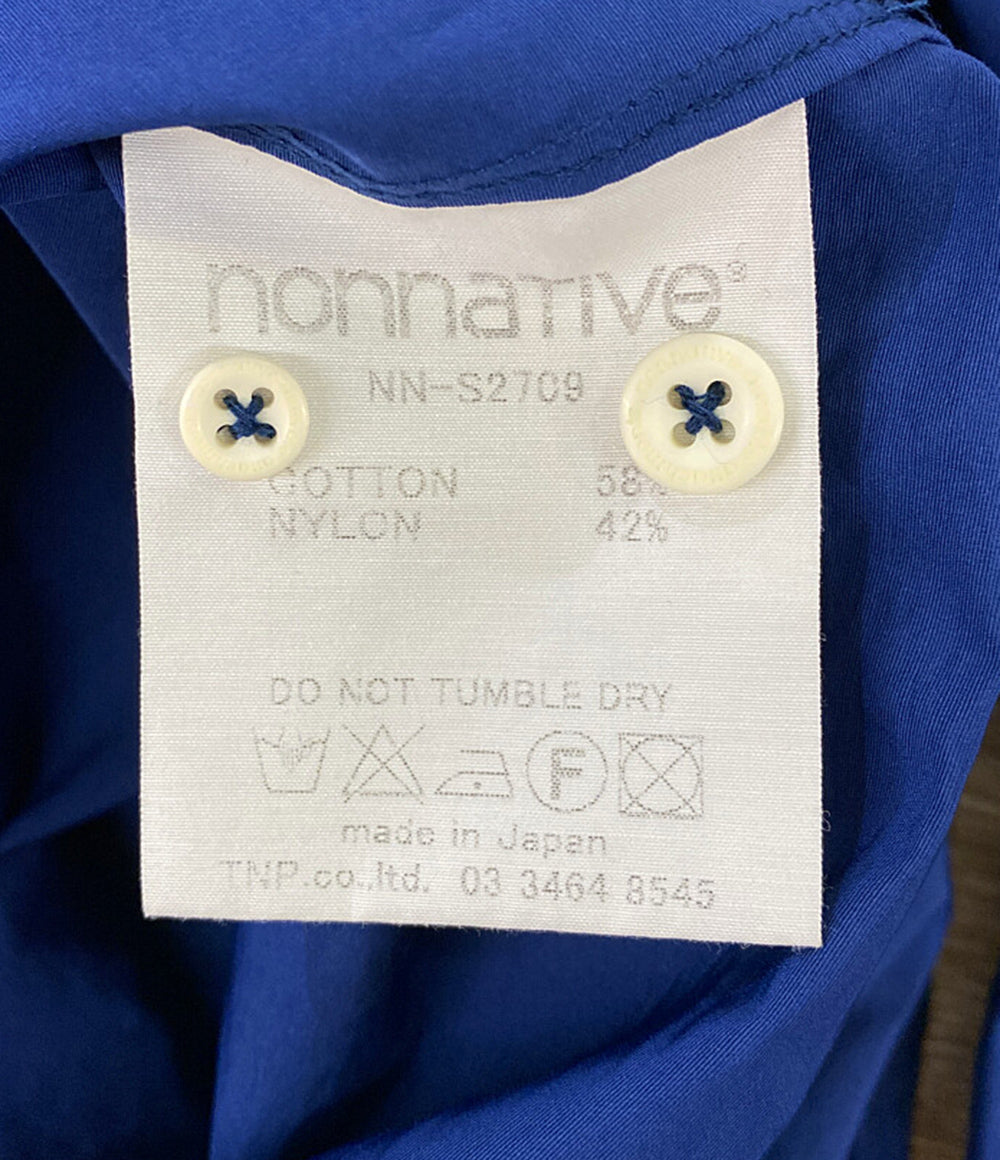 nonnative®
NN-S2709
COTTON 58%
NYLON 42%
DO NOT TUMBLE DRY
F
made in Japan
TNP.co.,ltd. 03 3464 8545